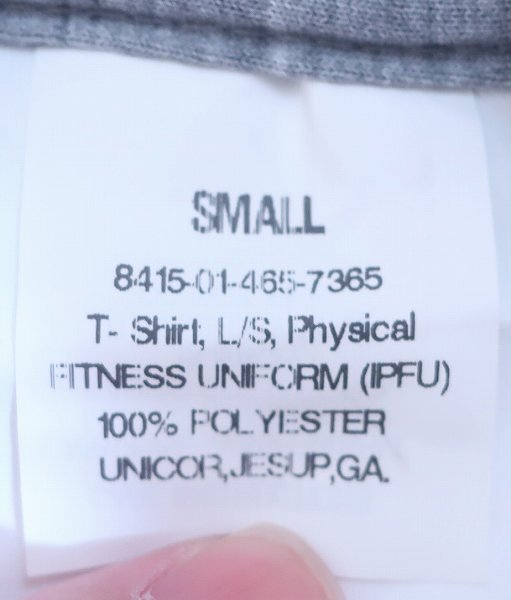 SMALL
8415-01-465-7365
T- Shirt, L/S, Physical
FITNESS UNIFORM (IPFU)
100% POLYESTER
UNICOR,JESUP,GA.